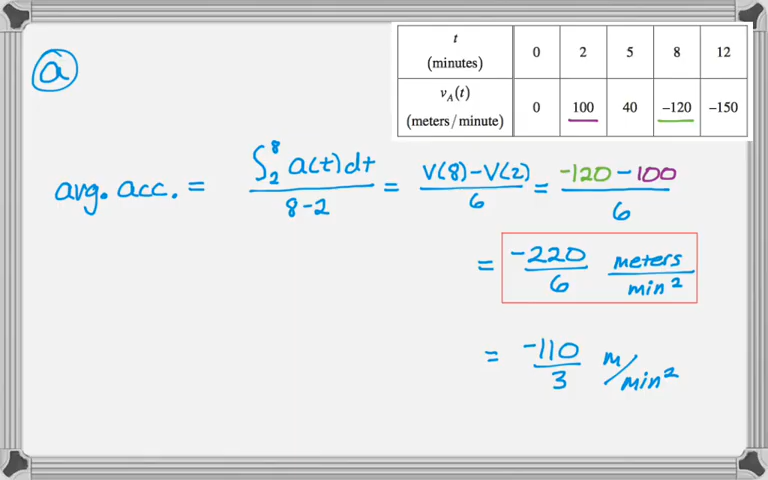 a
t (minutes) 0 2 5 8 12
v_A(t) (meters / minute) 0 100 40 –120 –150
avg. acc. = ∫₂⁸ a(t)dt / 8-2 = v(8)-v(2) / 6 = -120 - 100 / 6
= -220 / 6 meters / min²
= -110 / 3 m/min²